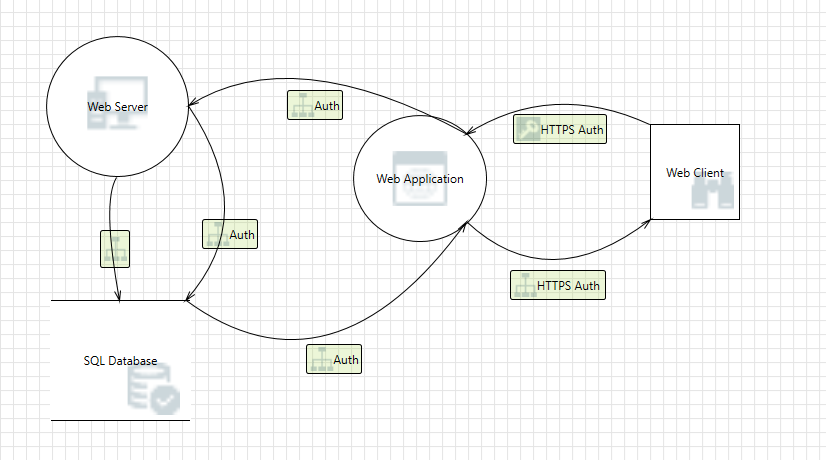 Web Server
Auth
HTTPS Auth
Web Application
Web Client
Auth
HTTPS Auth
SQL Database
Auth